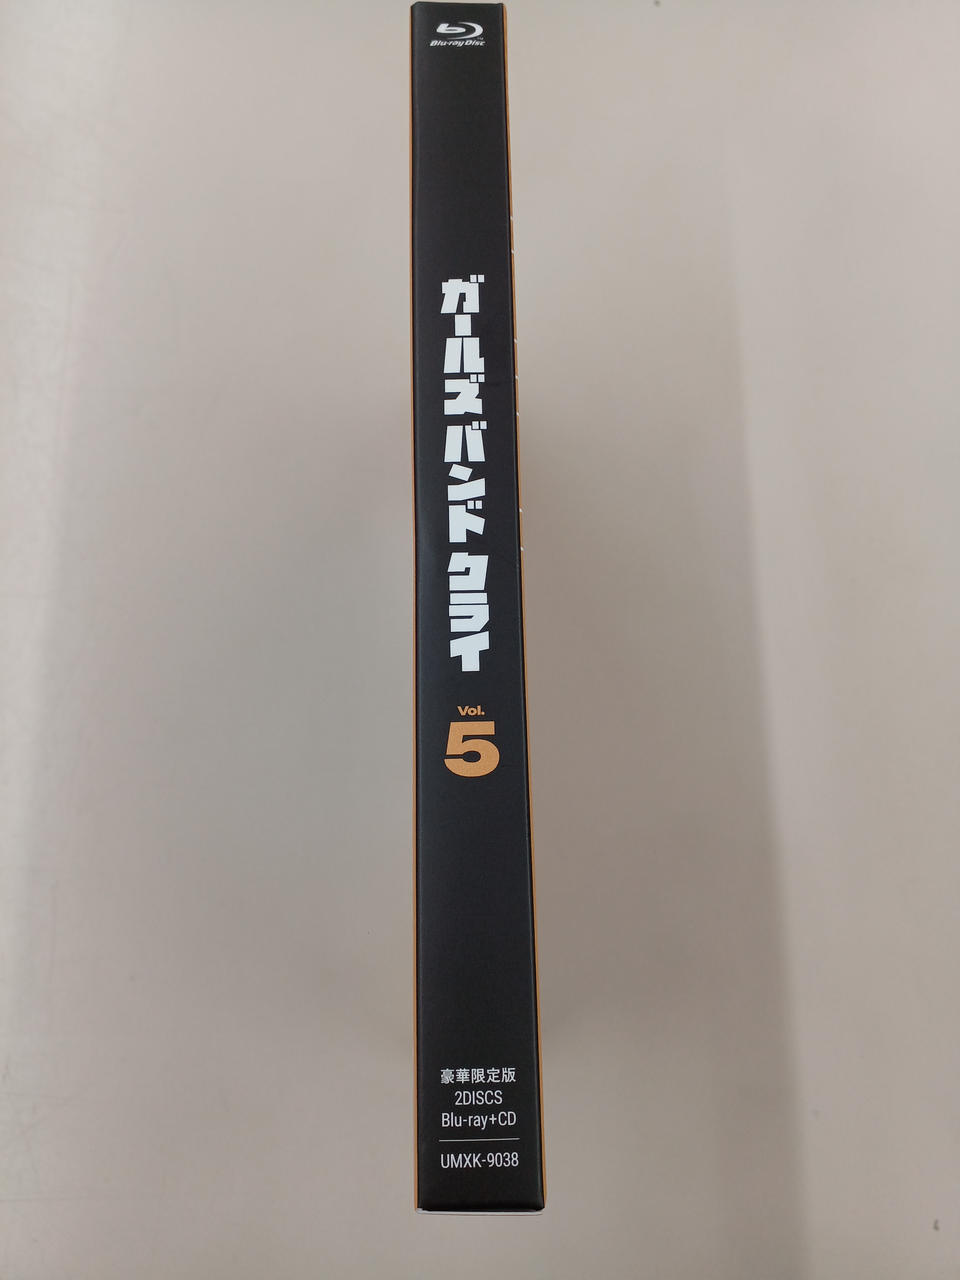 Blu-ray Disc
ガールズバンドクライ
Vol.
5
豪華限定版
2DISCS
Blu-ray+CD
UMXK-9038